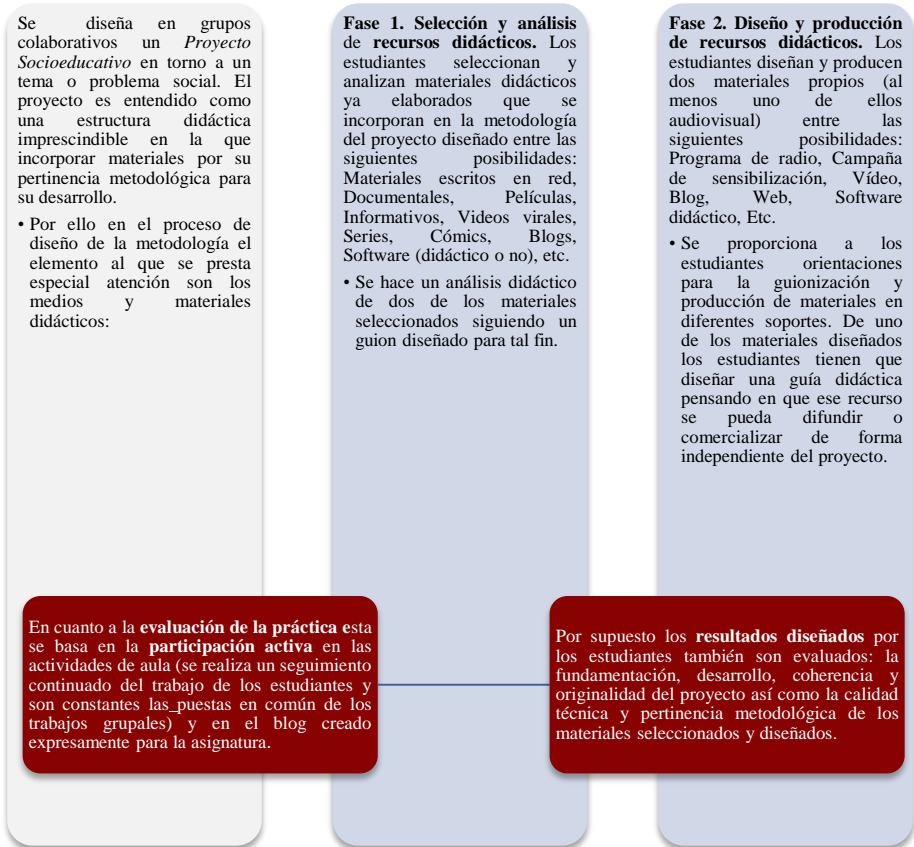 Se diseña en grupos
colaborativos un Proyecto
Socioeducativo en torno a un
tema o problema social. El
proyecto es entendido como
una estructura didáctica
imprescindible en la que
incorporar materiales por su
pertinencia metodológica para
su desarrollo.
• Por ello en el proceso de
diseño de la metodología el
elemento al que se presta
especial atención son los
medios y materiales
didácticos:
Fase 1. Selección y análisis
de recursos didácticos. Los
estudiantes seleccionan y
analizan materiales didácticos
ya elaborados que se
incorporan en la metodología
del proyecto diseñado entre las
siguientes posibilidades:
Materiales escritos en red,
Documentales, Películas,
Informativos, Videos virales,
Series, Cómics, Blogs,
Software (didáctico o no), etc.
• Se hace un análisis didáctico
de dos de los materiales
seleccionados siguiendo un
guion diseñado para tal fin.
Fase 2. Diseño y producción
de recursos didácticos. Los
estudiantes diseñan y producen
dos materiales propios (al
menos uno de ellos
audiovisual) entre las
siguientes posibilidades:
Programa de radio, Campaña
de sensibilización, Vídeo,
Blog, Web, Software
didáctico, Etc.
• Se proporciona a los
estudiantes orientaciones
para la guionización y
producción de materiales en
diferentes soportes. De uno
de los materiales diseñados
los estudiantes tienen que
diseñar una guía didáctica
pensando en que ese recurso
se pueda difundir o
comercializar de forma
independiente del proyecto.
En cuanto a la evaluación de la práctica esta
se basa en la participación activa en las
actividades de aula (se realiza un seguimiento
continuado del trabajo de los estudiantes y
son constantes las_puestas en común de los
trabajos grupales) y en el blog creado
expresamente para la asignatura.
Por supuesto los resultados diseñados por
los estudiantes también son evaluados: la
fundamentación, desarrollo, coherencia y
originalidad del proyecto así como la calidad
técnica y pertinencia metodológica de los
materiales seleccionados y diseñados.